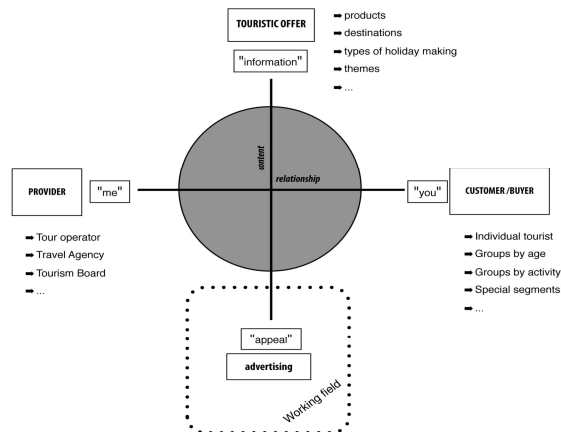 TOURISTIC OFFER
"information"
➡ products
➡ destinations
➡ types of holiday making
➡ themes
➡ ...
content
relationship
PROVIDER
"me"
➡ Tour operator
➡ Travel Agency
➡ Tourism Board
➡ ...
"you"
CUSTOMER /BUYER
➡ Individual tourist
➡ Groups by age
➡ Groups by activity
➡ Special segments
➡ ...
"appeal"
advertising
Working field